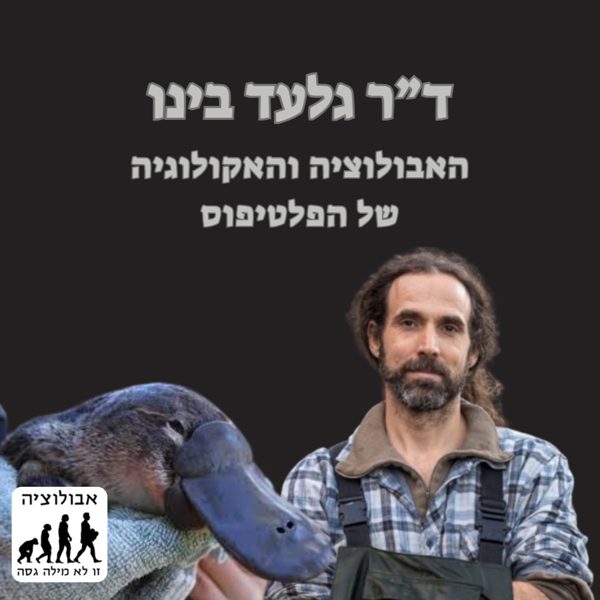 ד״ר גלעד בינו
האבולוציה והאקולוגיה
של הפלטיפוס
אבולוציה
זו לא מילה גסה